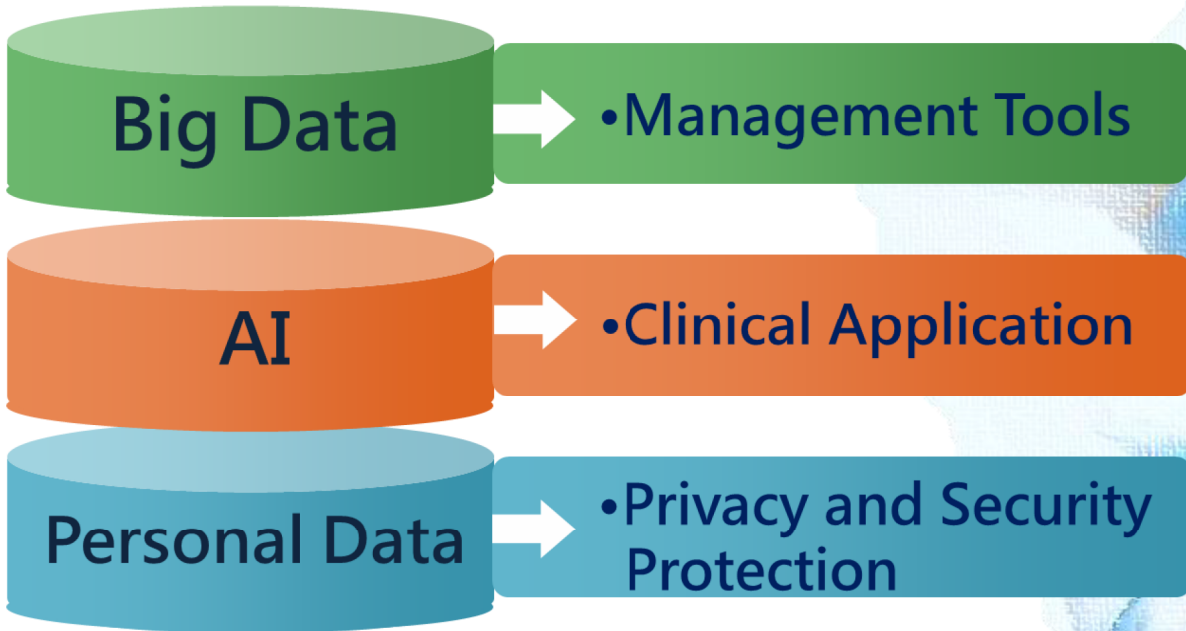 Big Data
•Management Tools
AI
•Clinical Application
Personal Data
•Privacy and Security
Protection